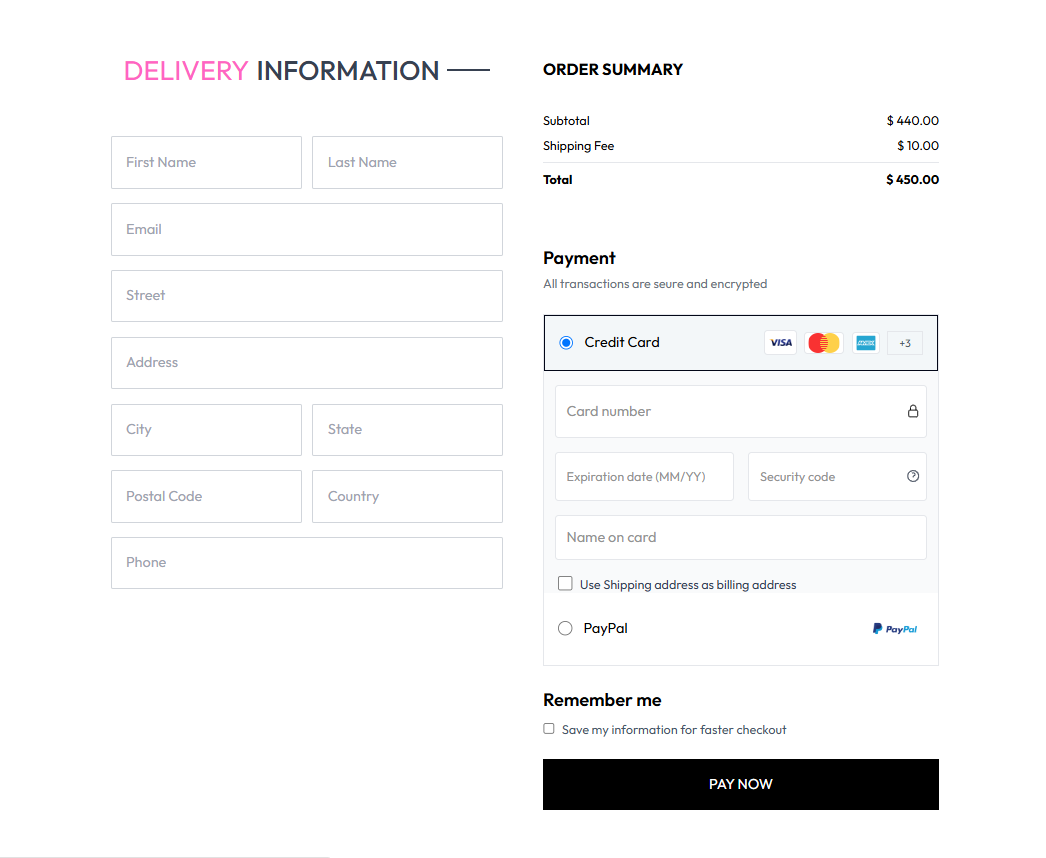 DELIVERY INFORMATION
First Name
Last Name
Email
Street
Address
City
State
Postal Code
Country
Phone
ORDER SUMMARY
Subtotal $ 440.00
Shipping Fee $ 10.00
Total $ 450.00
Payment
All transactions are seure and encrypted
Credit Card VISA +3
Card number
Expiration date (MM/YY)
Security code
Name on card
Use Shipping address as billing address
PayPal PayPal
Remember me
Save my information for faster checkout
PAY NOW